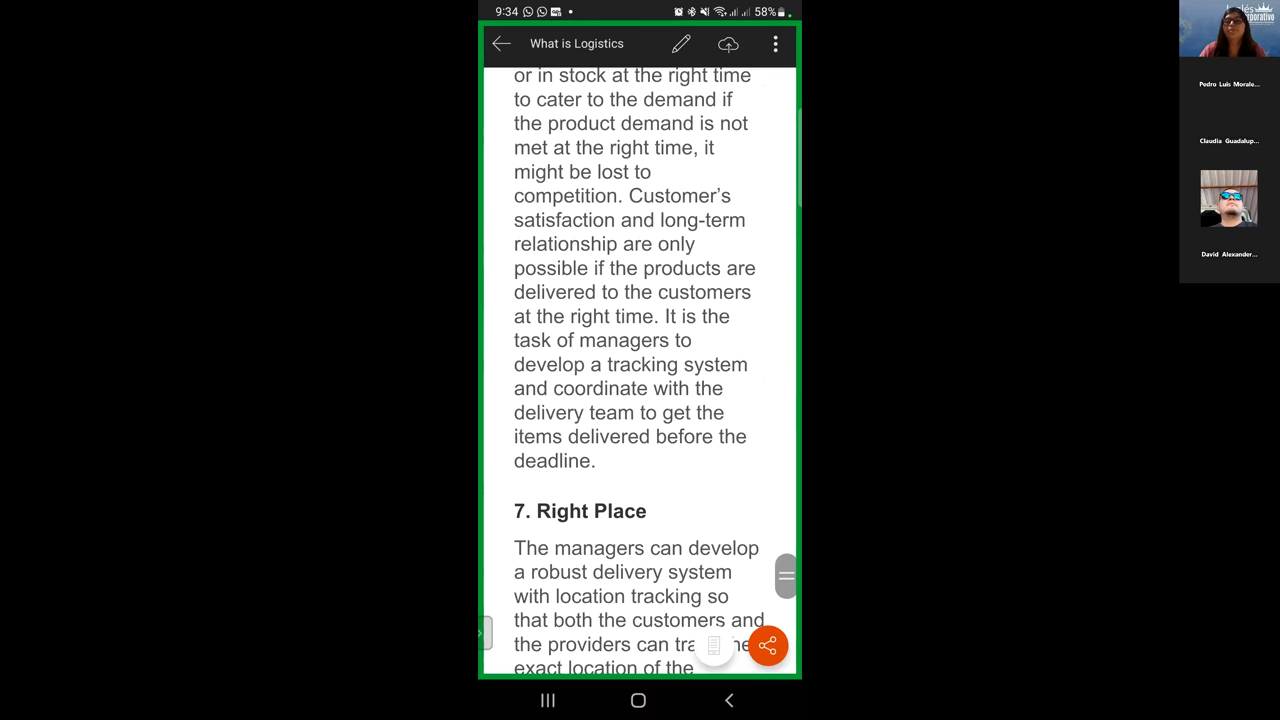 9:34
58%
What is Logistics
or in stock at the right time
to cater to the demand if
the product demand is not
met at the right time, it
might be lost to
competition. Customer's
satisfaction and long-term
relationship are only
possible if the products are
delivered to the customers
at the right time. It is the
task of managers to
develop a tracking system
and coordinate with the
delivery team to get the
items delivered before the
deadline.
7. Right Place
The managers can develop
a robust delivery system
with location tracking so
that both the customers and
the providers can
exact location of the
Pedro Luis Morale...
Claudia Guadalup...
David Alexander...